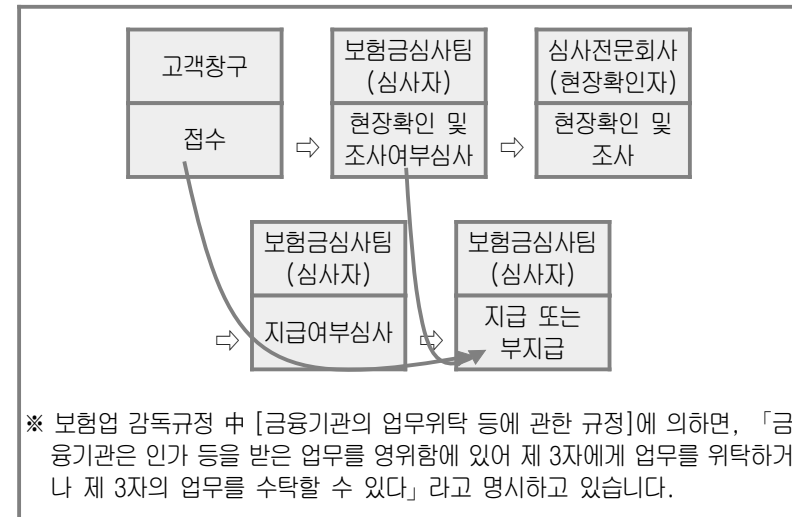 고객창구
접수
⇨
보험금심사팀
(심사자)
현장확인 및
조사여부심사
⇨
심사전문회사
(현장확인자)
현장확인 및
조사
⇨
보험금심사팀
(심사자)
지급여부심사
⇨
보험금심사팀
(심사자)
지급 또는
부지급
※ 보험업 감독규정 中 [금융기관의 업무위탁 등에 관한 규정]에 의하면, 「금
융기관은 인가 등을 받은 업무를 영위함에 있어 제 3자에게 업무를 위탁하거
나 제 3자의 업무를 수탁할 수 있다」라고 명시하고 있습니다.